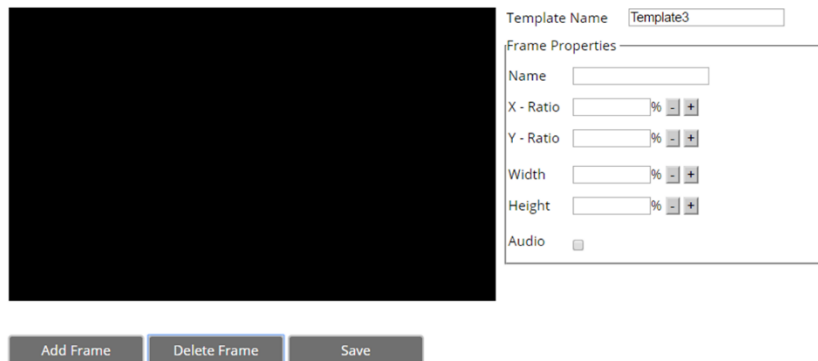 Template Name Template3
Frame Properties
Name
X - Ratio % - +
Y - Ratio % - +
Width % - +
Height % - +
Audio
Add Frame Delete Frame Save